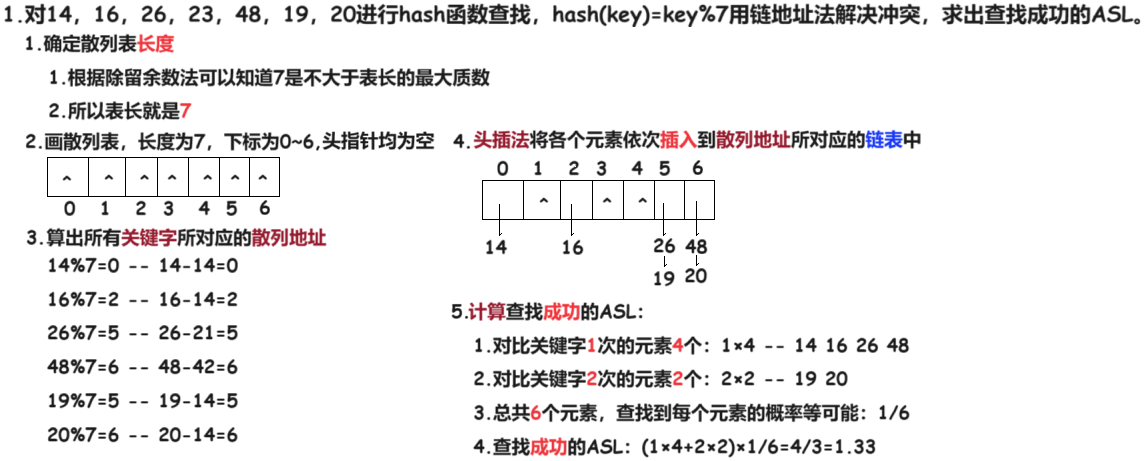 1.对14，16，26，23，48，19，20进行hash函数查找，hash(key)=key%7用链地址法解决冲突，求出查找成功的ASL。
1.确定散列表长度
1.根据除留余数法可以知道7是不大于表长的最大质数
2.所以表长就是7
2.画散列表，长度为7，下标为0~6,头指针均为空
^ ^ ^ ^ ^ ^ ^
0 1 2 3 4 5 6
3.算出所有关键字所对应的散列地址
14%7=0 -- 14-14=0
16%7=2 -- 16-14=2
26%7=5 -- 26-21=5
48%7=6 -- 48-42=6
19%7=5 -- 19-14=5
20%7=6 -- 20-14=6
4.头插法将各个元素依次插入到散列地址所对应的链表中
0 1 2 3 4 5 6
^ ^ ^
14 16 26 48
19 20
5.计算查找成功的ASL：
1.对比关键字1次的元素4个：1×4 -- 14 16 26 48
2.对比关键字2次的元素2个：2×2 -- 19 20
3.总共6个元素，查找到每个元素的概率等可能：1/6
4.查找成功的ASL：(1×4+2×2)×1/6=4/3=1.33